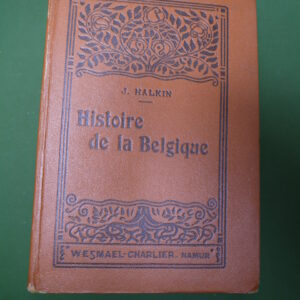 J. HALKIN
Histoire
de la Belgique
WESMAEL-CHARLIER. NAMUR